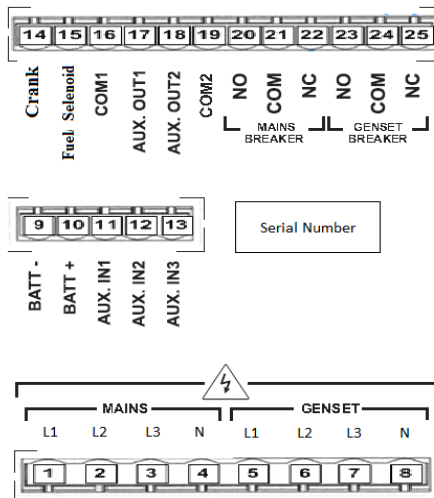 14 15 16 17 18 19 20 21 22 23 24 25
Crank
Fuel Selenoid
COM1
AUX. OUT1
AUX. OUT2
COM2
NO
COM
NC
NO
COM
NC
MAINS
BREAKER
GENSET
BREAKER
9 10 11 12 13
BATT -
BATT +
AUX. IN1
AUX. IN2
AUX. IN3
Serial Number
MAINS
GENSET
L1 L2 L3 N L1 L2 L3 N
1 2 3 4 5 6 7 8